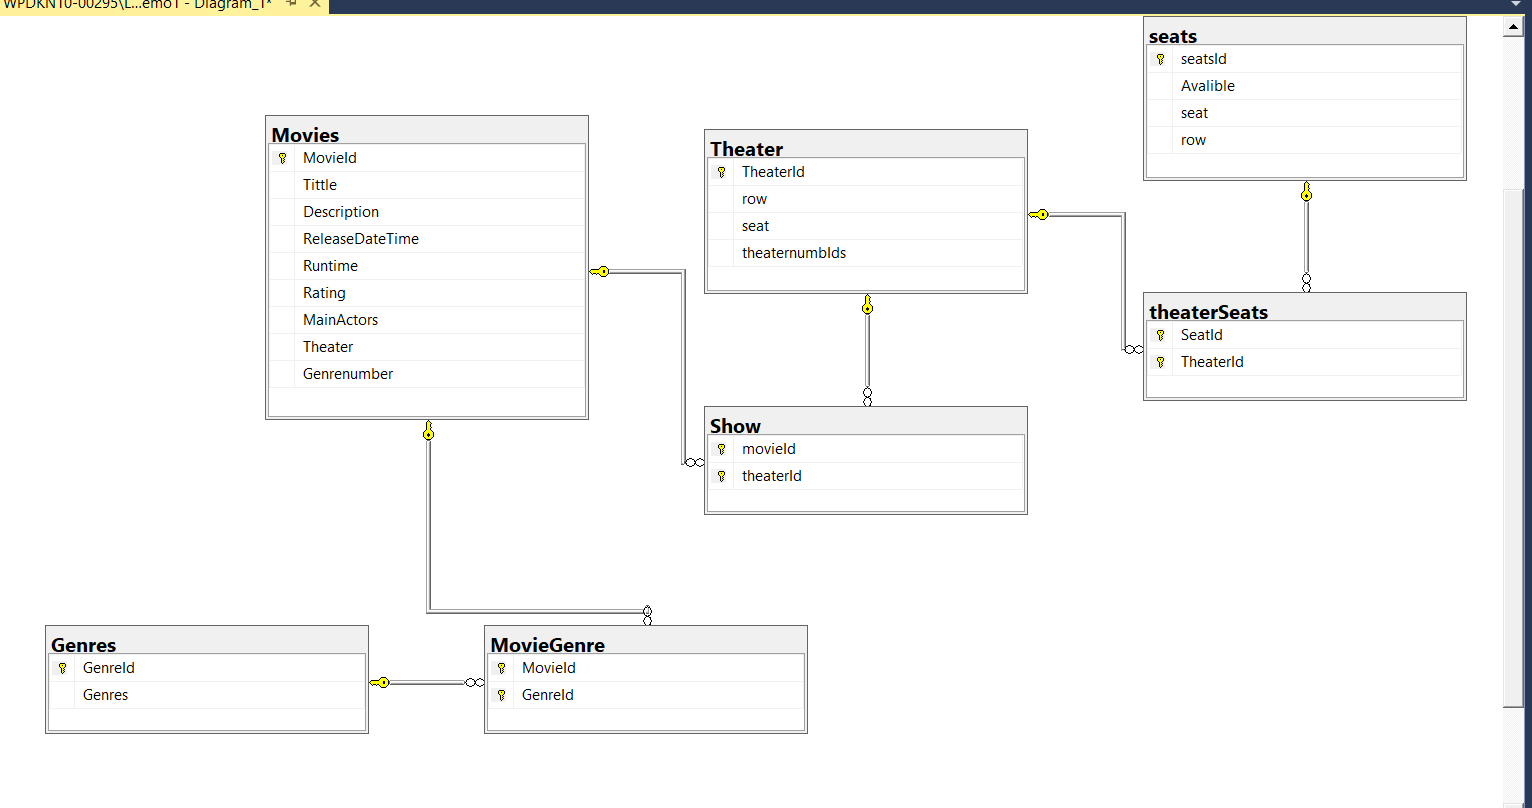 WPDKNT0-00295\L...emo1 - Diagram_1*
seats
seatsId
Avalible
seat
row
Movies
MovieId
Tittle
Description
ReleaseDateTime
Runtime
Rating
MainActors
Theater
Genrenumber
Theater
TheaterId
row
seat
theaternumbIds
theaterSeats
SeatId
TheaterId
Show
movieId
theaterId
Genres
GenreId
Genres
MovieGenre
MovieId
GenreId